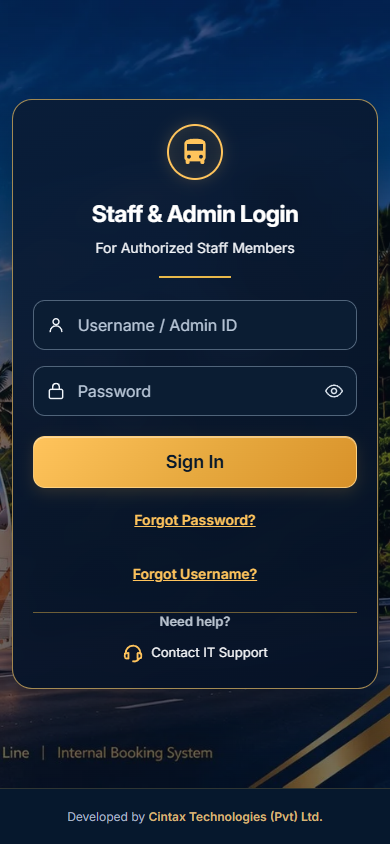 Staff & Admin Login
For Authorized Staff Members
Username / Admin ID
Password
Sign In
Forgot Password?
Forgot Username?
Need help?
Contact IT Support
Line | Internal Booking System
Developed by Cintax Technologies (Pvt) Ltd.